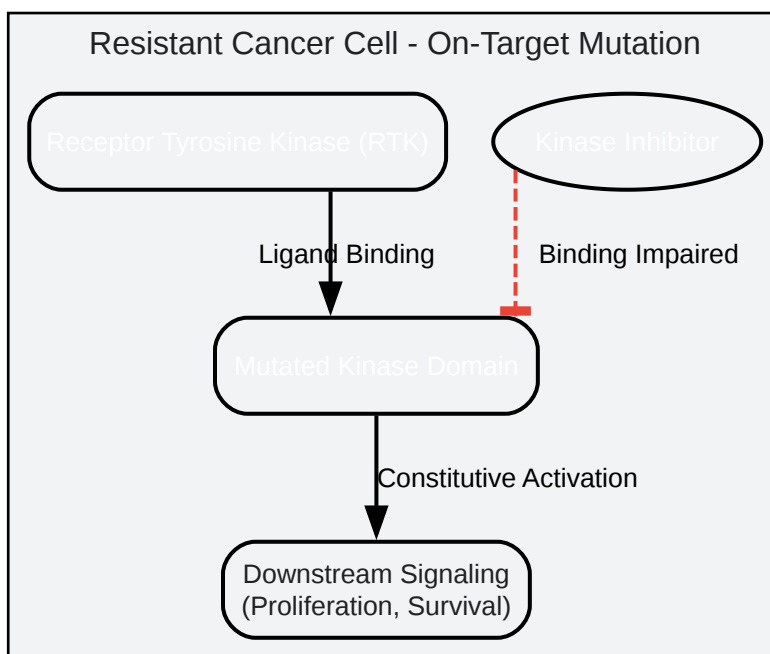 Resistant Cancer Cell - On-Target Mutation
Receptor Tyrosine Kinase (RTK)
Kinase Inhibitor
Ligand Binding
Binding Impaired
Mutated Kinase Domain
Constitutive Activation
Downstream Signaling
(Proliferation, Survival)